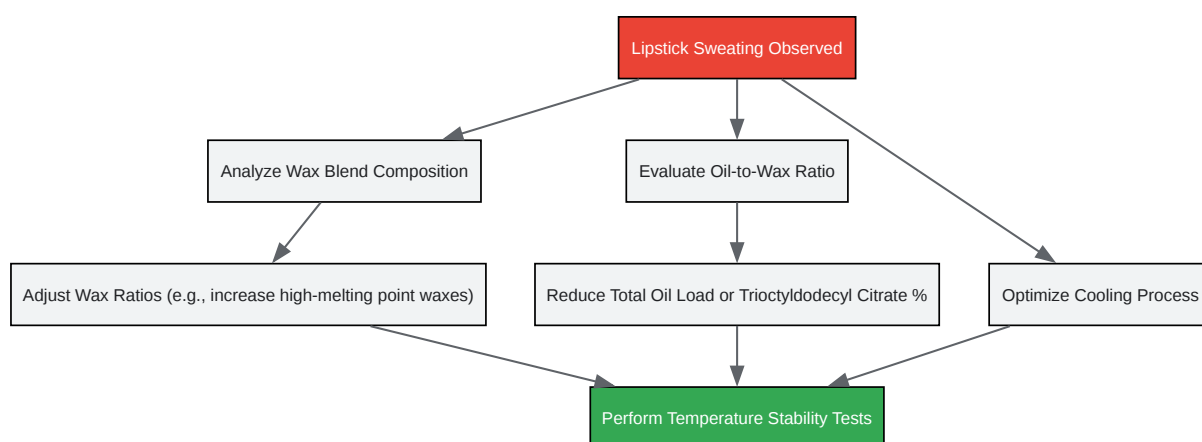 Lipstick Sweating Observed
Analyze Wax Blend Composition
Evaluate Oil-to-Wax Ratio
Adjust Wax Ratios (e.g., increase high-melting point waxes)
Reduce Total Oil Load or Trioctyldodecyl Citrate %
Optimize Cooling Process
Perform Temperature Stability Tests